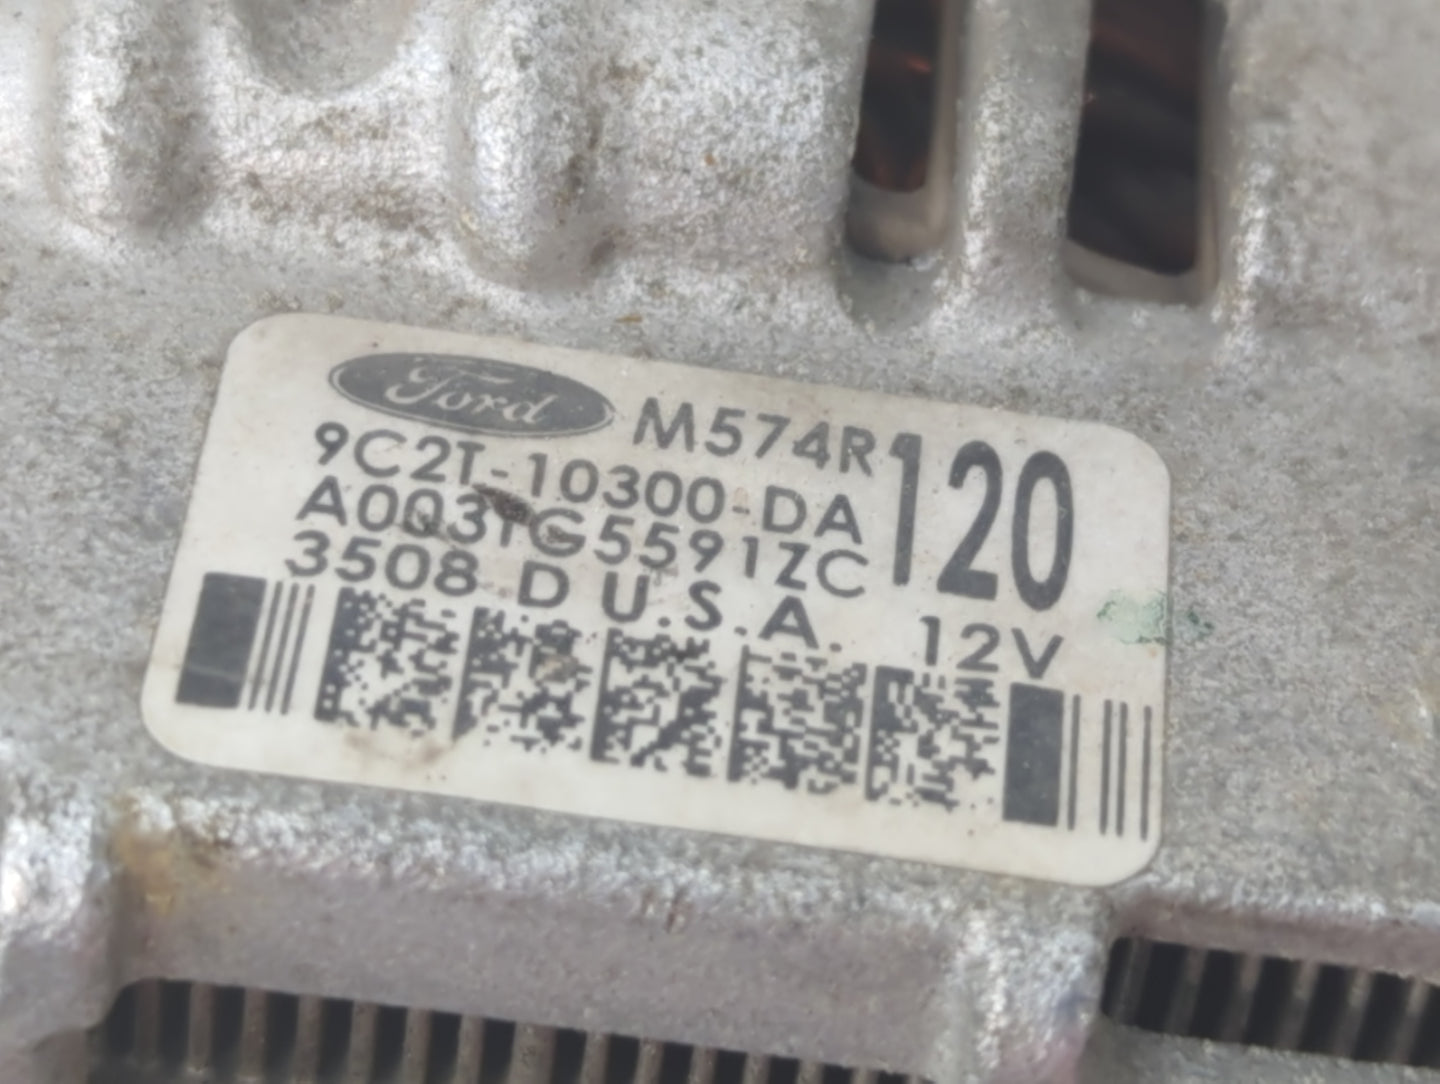 Ford M574R
9C2T-10300-DA
A003TG5591ZC
3508 D U.S.A.
120
12V